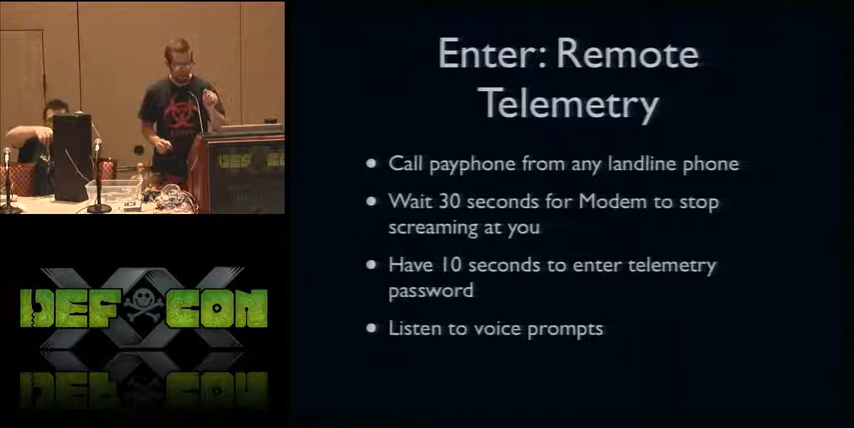 Enter: Remote
Telemetry
• Call payphone from any landline phone
• Wait 30 seconds for Modem to stop
screaming at you
• Have 10 seconds to enter telemetry
password
• Listen to voice prompts
DEF CON
XX